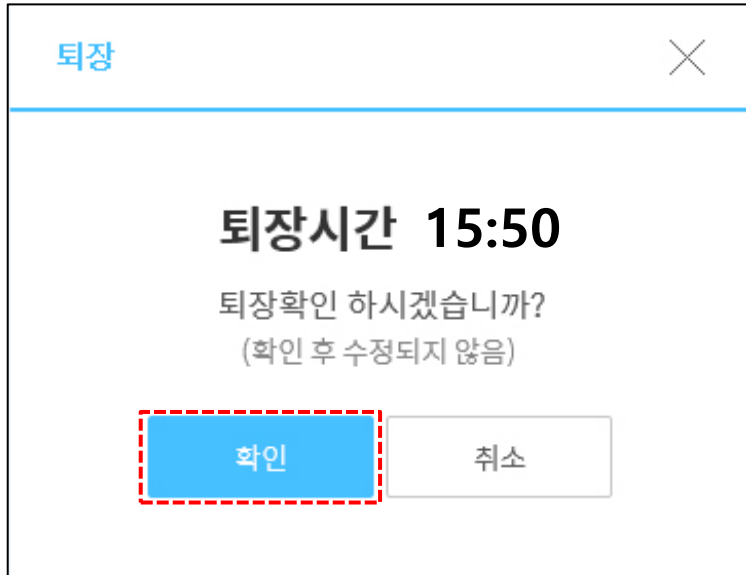 퇴장
퇴장시간 15:50
퇴장확인 하시겠습니까?
(확인 후 수정되지 않음)
확인 취소